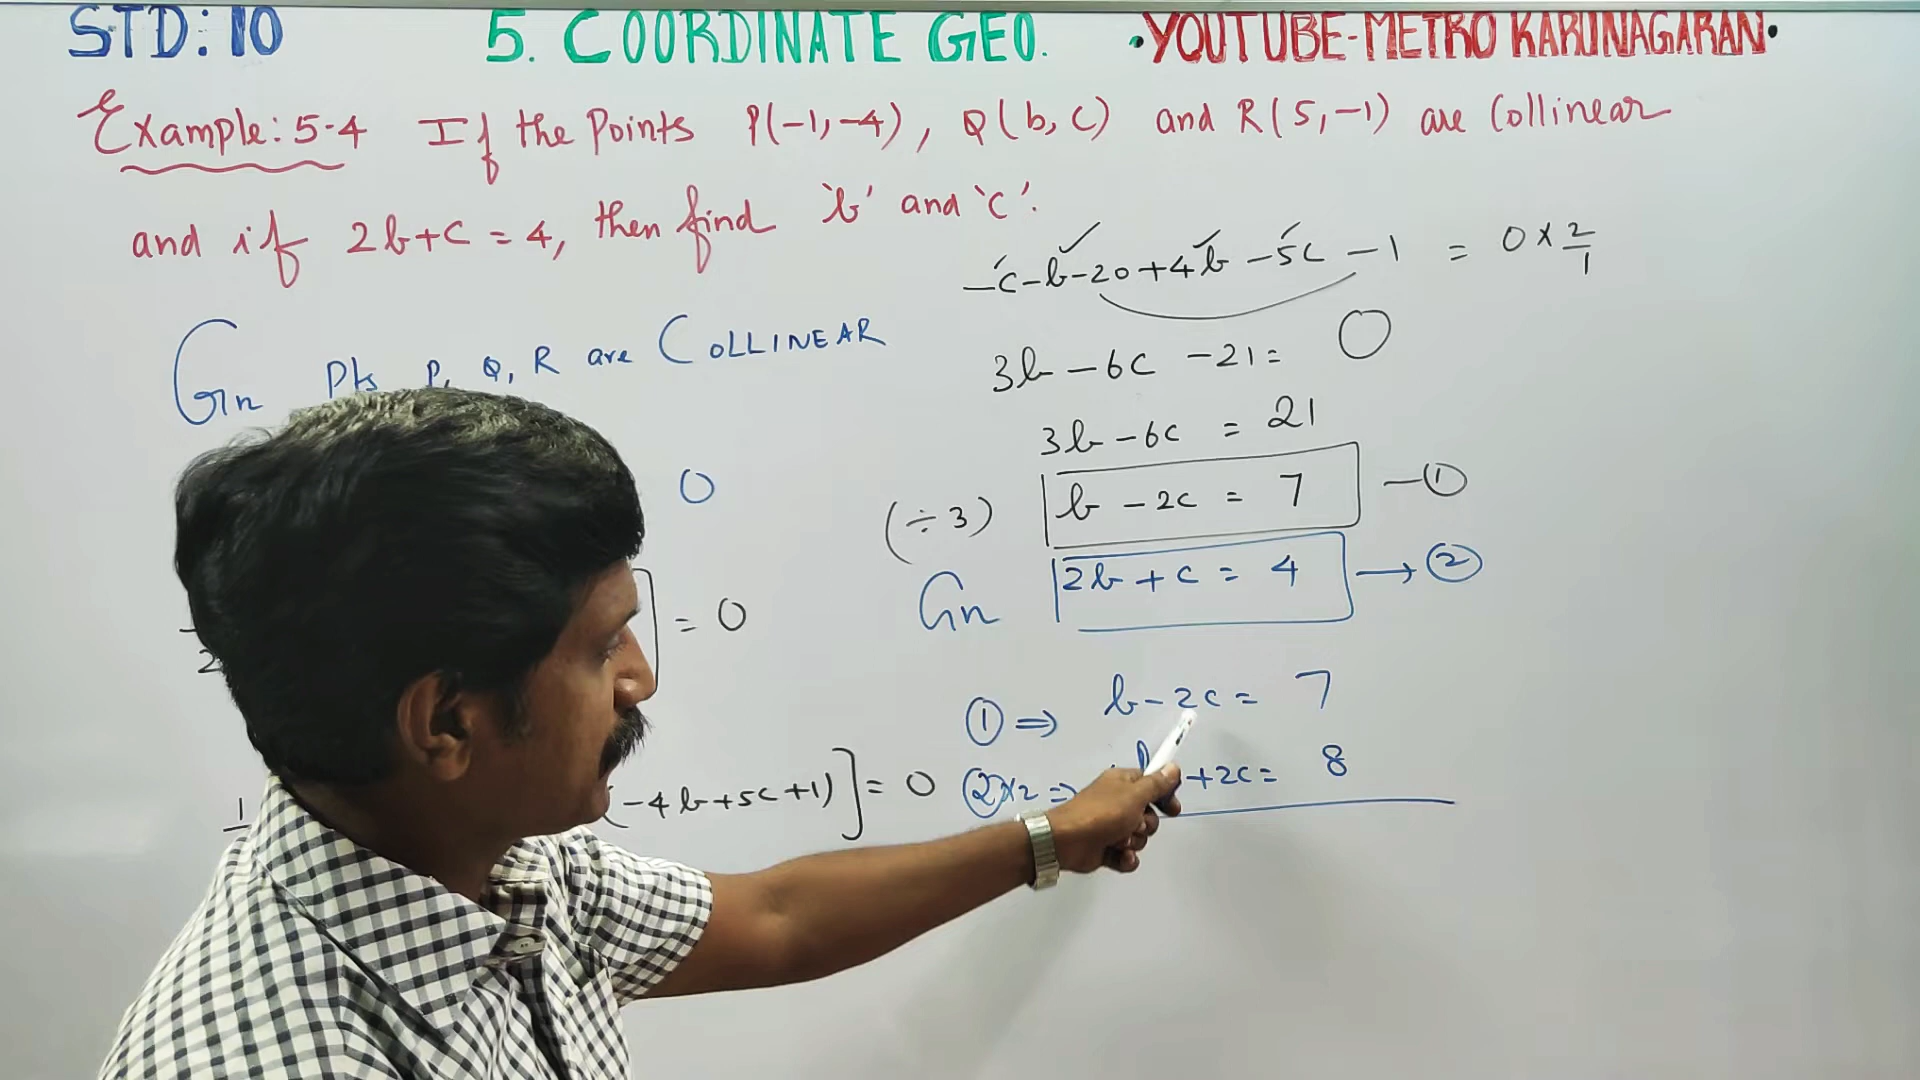 STD: 10 5. COORDINATE GEO. •YOUTUBE-METRO KARUNAGARAN•
Example: 5-4 If the Points P(-1,-4), Q(b, c) and R(5,-1) are Collinear
and if 2b+c = 4, then find 'b' and 'c'.
-c-b-20+4b-5c-1 = 0 × 2/1
Gn Pts P, Q, R are COLLINEAR
3b-6c -21= 0
3b-6c = 21
0
(÷3) b - 2c = 7 —①
= 0
Gn 2b+c = 4 → ②
① ⇒ b-2c = 7
(-4b+5c+1)] = 0
②×2 ⇒ +2c = 8